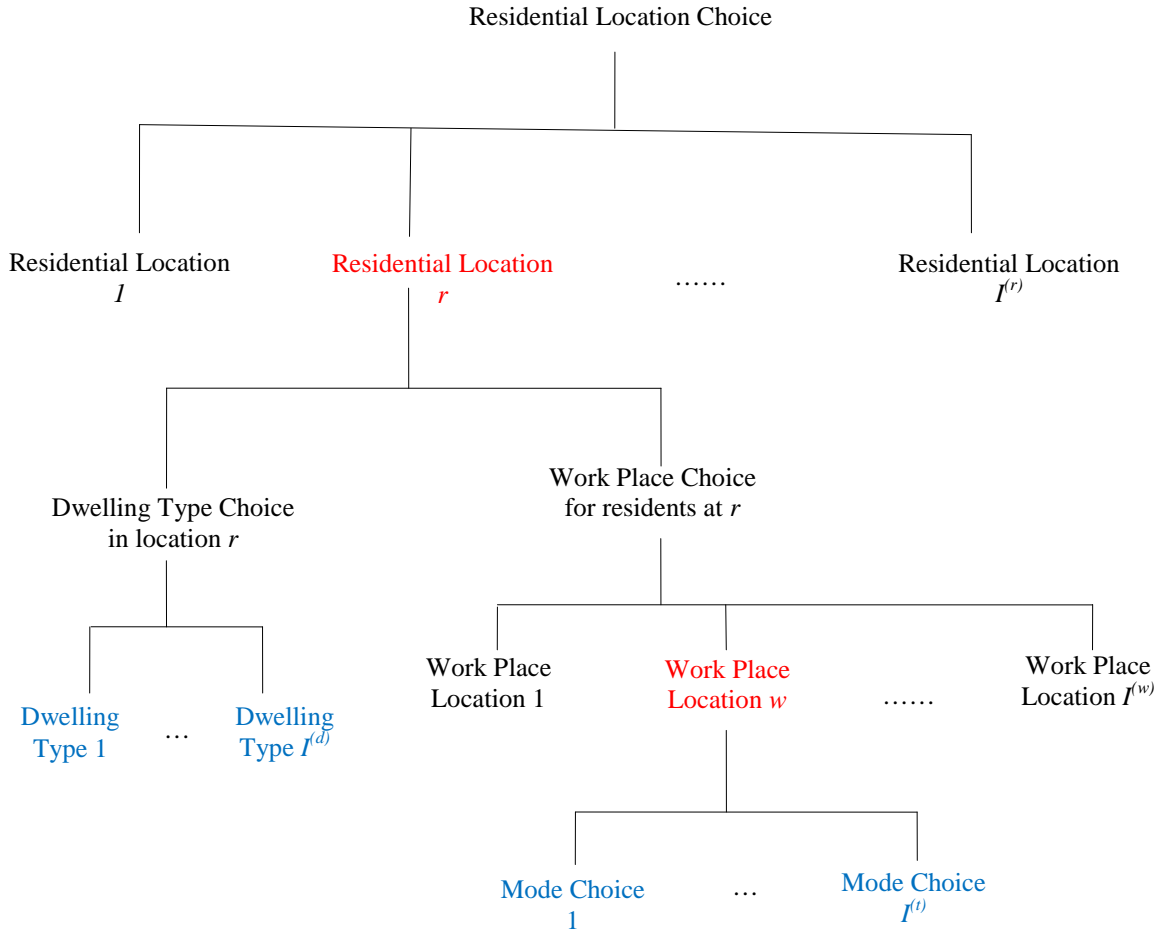 Residential Location Choice
Residential Location
1
Residential Location
r
……
Residential Location
I^(r)
Dwelling Type Choice
in location r
Work Place Choice
for residents at r
Work Place
Location 1
Work Place
Location w
……
Work Place
Location I^(w)
Dwelling
Type 1
…
Dwelling
Type I^(d)
Mode Choice
1
…
Mode Choice
I^(t)